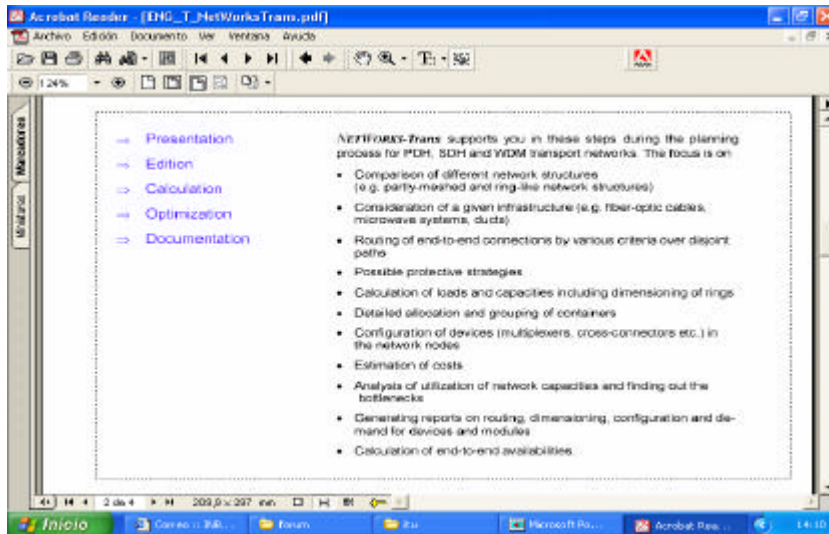 Acrobat Reader - [ENG_T_NetWorksTrans.pdf]
Archivo Edición Documento Ver Ventana Ayuda
124%
Marcadores
Miniaturas
⇒ Presentation
⇒ Edition
⇒ Calculation
⇒ Optimization
⇒ Documentation
NETWORKS-Trans supports you in these steps during the planning
process for PDH, SDH and WDM transport networks. The focus is on
• Comparison of different network structures
(e.g. partly-meshed and ring-like network structures)
• Consideration of a given infrastructure (e.g. fiber-optic cables,
microwave systems, ducts)
• Routing of end-to-end connections by various criteria over disjoint
paths
• Possible protective strategies
• Calculation of loads and capacities including dimensioning of rings
• Detailed allocation and grouping of containers
• Configuration of devices (multiplexers, cross-connectors etc.) in
the network nodes
• Estimation of costs
• Analysis of utilization of network capacities and finding out the
bottlenecks
• Generating reports on routing, dimensioning, configuration and de-
mand for devices and modules
• Calculation of end-to-end availabilities.
2 de 4 209,9 x 297 mm
Inicio
Correo :: forum itu Microsoft Po... Acrobat Rea... 14:10